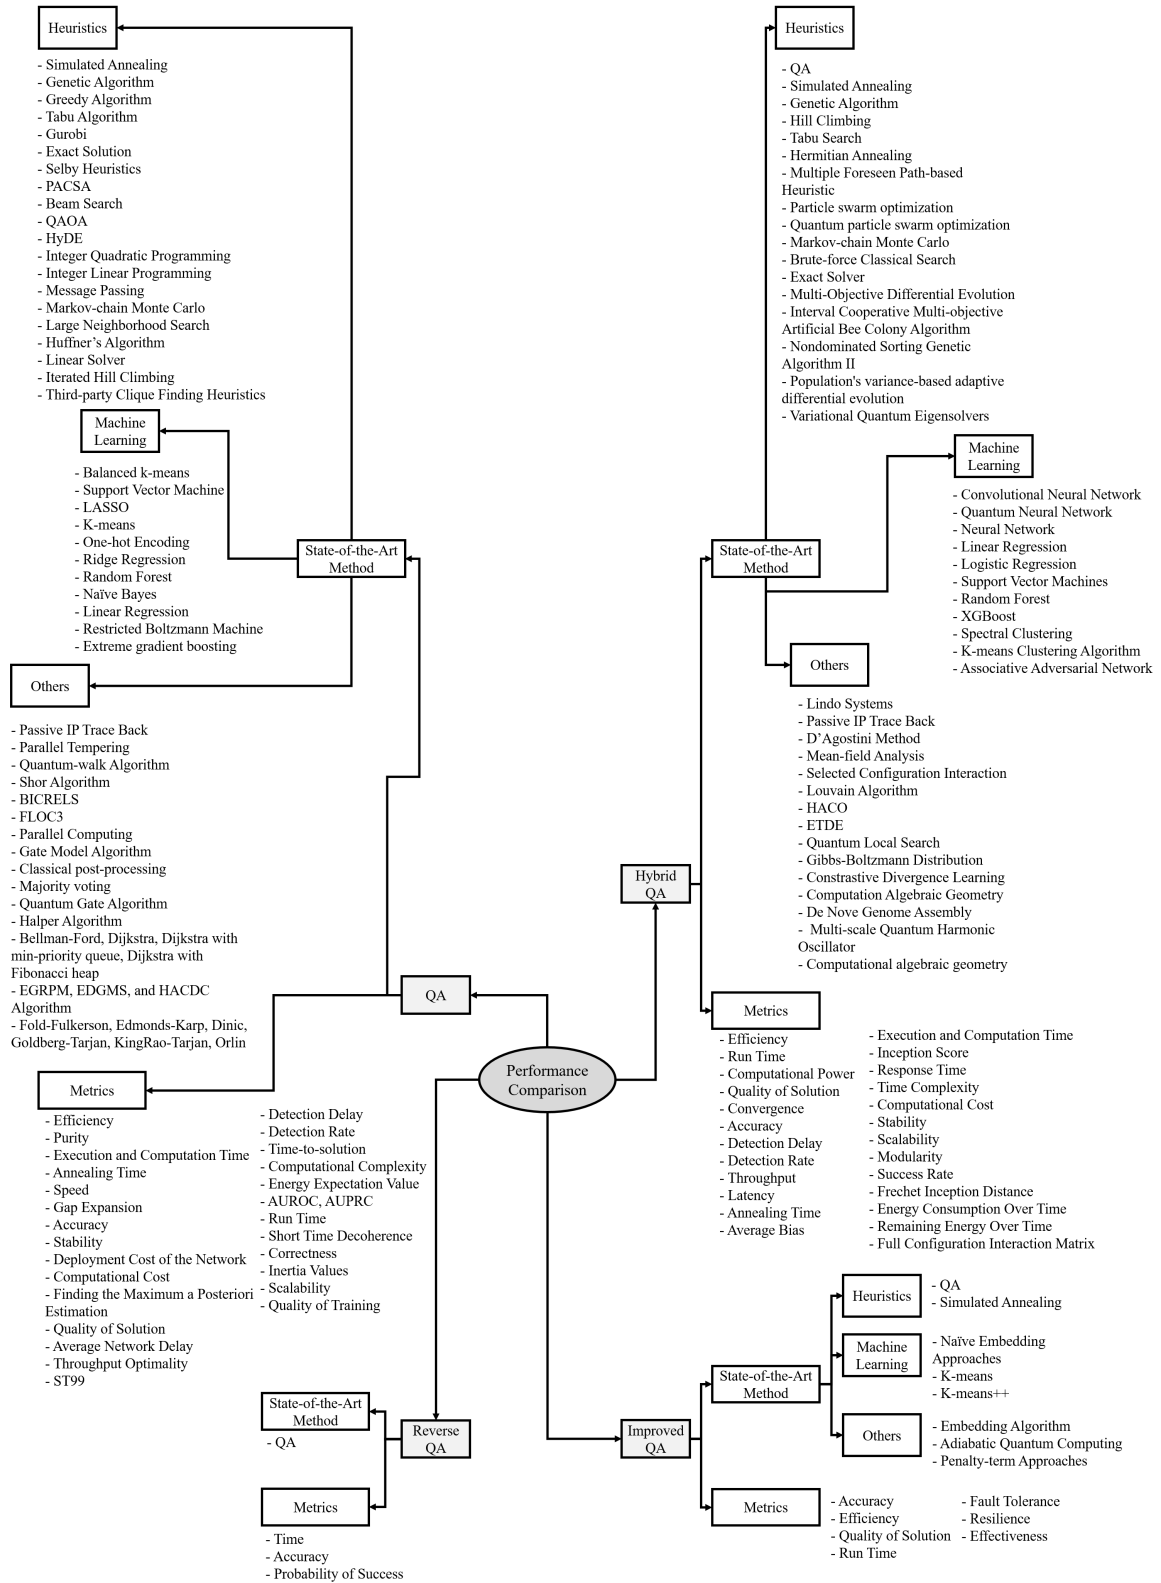 Heuristics
- Simulated Annealing
- Genetic Algorithm
- Greedy Algorithm
- Tabu Algorithm
- Gurobi
- Exact Solution
- Selby Heuristics
- PACSA
- Beam Search
- QAOA
- HyDE
- Integer Quadratic Programming
- Integer Linear Programming
- Message Passing
- Markov-chain Monte Carlo
- Large Neighborhood Search
- Huffner's Algorithm
- Linear Solver
- Iterated Hill Climbing
- Third-party Clique Finding Heuristics
Machine
Learning
- Balanced k-means
- Support Vector Machine
- LASSO
- K-means
- One-hot Encoding
- Ridge Regression
- Random Forest
- Naïve Bayes
- Linear Regression
- Restricted Boltzmann Machine
- Extreme gradient boosting
State-of-the-Art
Method
Others
- Passive IP Trace Back
- Parallel Tempering
- Quantum-walk Algorithm
- Shor Algorithm
- BICRELS
- FLOC3
- Parallel Computing
- Gate Model Algorithm
- Classical post-processing
- Majority voting
- Quantum Gate Algorithm
- Halper Algorithm
- Bellman-Ford, Dijkstra, Dijkstra with
min-priority queue, Dijkstra with
Fibonacci heap
- EGRPM, EDGMS, and HACDC
Algorithm
- Fold-Fulkerson, Edmonds-Karp, Dinic,
Goldberg-Tarjan, KingRao-Tarjan, Orlin
QA
Metrics
- Efficiency
- Purity
- Execution and Computation Time
- Annealing Time
- Speed
- Gap Expansion
- Accuracy
- Stability
- Deployment Cost of the Network
- Computational Cost
- Finding the Maximum a Posteriori
Estimation
- Quality of Solution
- Average Network Delay
- Throughput Optimality
- ST99
- Detection Delay
- Detection Rate
- Time-to-solution
- Computational Complexity
- Energy Expectation Value
- AUROC, AUPRC
- Run Time
- Short Time Decoherence
- Correctness
- Inertia Values
- Scalability
- Quality of Training
Performance
Comparison
State-of-the-Art
Method
- QA
Reverse
QA
Metrics
- Time
- Accuracy
- Probability of Success
Heuristics
- QA
- Simulated Annealing
- Genetic Algorithm
- Hill Climbing
- Tabu Search
- Hermitian Annealing
- Multiple Foreseen Path-based
Heuristic
- Particle swarm optimization
- Quantum particle swarm optimization
- Markov-chain Monte Carlo
- Brute-force Classical Search
- Exact Solver
- Multi-Objective Differential Evolution
- Interval Cooperative Multi-objective
Artificial Bee Colony Algorithm
- Nondominated Sorting Genetic
Algorithm II
- Population's variance-based adaptive
differential evolution
- Variational Quantum Eigensolvers
Machine
Learning
- Convolutional Neural Network
- Quantum Neural Network
- Neural Network
- Linear Regression
- Logistic Regression
- Support Vector Machines
- Random Forest
- XGBoost
- Spectral Clustering
- K-means Clustering Algorithm
- Associative Adversarial Network
State-of-the-Art
Method
Others
- Lindo Systems
- Passive IP Trace Back
- D'Agostini Method
- Mean-field Analysis
- Selected Configuration Interaction
- Louvain Algorithm
- HACO
- ETDE
- Quantum Local Search
- Gibbs-Boltzmann Distribution
- Constrastive Divergence Learning
- Computation Algebraic Geometry
- De Nove Genome Assembly
- Multi-scale Quantum Harmonic
Oscillator
- Computational algebraic geometry
Hybrid
QA
Metrics
- Efficiency
- Run Time
- Computational Power
- Quality of Solution
- Convergence
- Accuracy
- Detection Delay
- Detection Rate
- Throughput
- Latency
- Annealing Time
- Average Bias
- Execution and Computation Time
- Inception Score
- Response Time
- Time Complexity
- Computational Cost
- Stability
- Scalability
- Modularity
- Success Rate
- Frechet Inception Distance
- Energy Consumption Over Time
- Remaining Energy Over Time
- Full Configuration Interaction Matrix
Heuristics
- QA
- Simulated Annealing
Machine
Learning
- Naïve Embedding
Approaches
- K-means
- K-means++
State-of-the-Art
Method
Others
- Embedding Algorithm
- Adiabatic Quantum Computing
- Penalty-term Approaches
Improved
QA
Metrics
- Accuracy
- Efficiency
- Quality of Solution
- Run Time
- Fault Tolerance
- Resilience
- Effectiveness